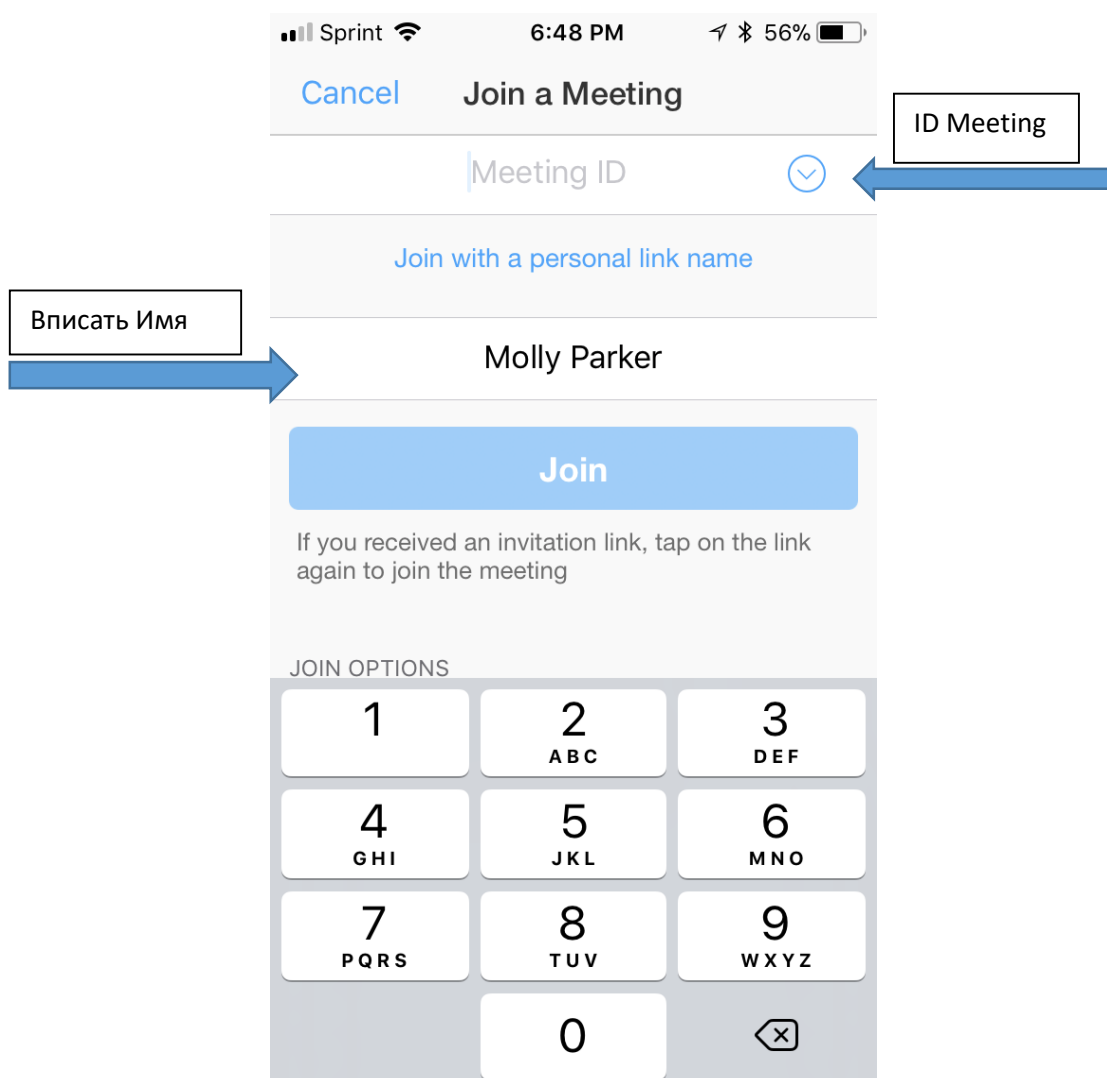 Sprint 6:48 PM 56%
Cancel Join a Meeting
ID Meeting
Meeting ID
Join with a personal link name
Вписать Имя
Molly Parker
Join
If you received an invitation link, tap on the link
again to join the meeting
JOIN OPTIONS
1 2 3
ABC DEF
4 5 6
GHI JKL MNO
7 8 9
PQRS TUV WXYZ
0